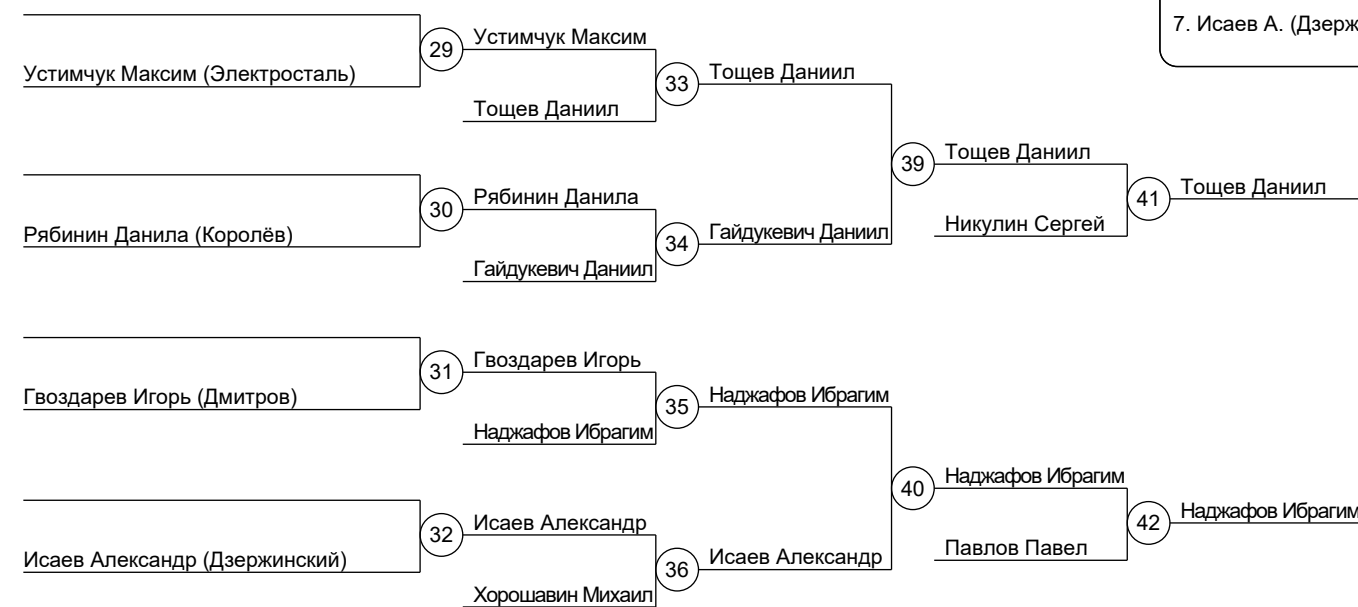 7. Исаев А. (Дзерж
Устимчук Максим
29
Устимчук Максим (Электросталь)
Тощев Даниил
33
Тощев Даниил
Тощев Даниил
39
Рябинин Данила
30
Тощев Даниил
41
Никулин Сергей
Рябинин Данила (Королёв)
34
Гайдукевич Даниил
Гайдукевич Даниил
Гвоздарев Игорь
31
Гвоздарев Игорь (Дмитров)
Наджафов Ибрагим
35
Наджафов Ибрагим
Наджафов Ибрагим
40
Исаев Александр
32
Наджафов Ибрагим
42
Павлов Павел
Исаев Александр (Дзержинский)
Исаев Александр
36
Хорошавин Михаил